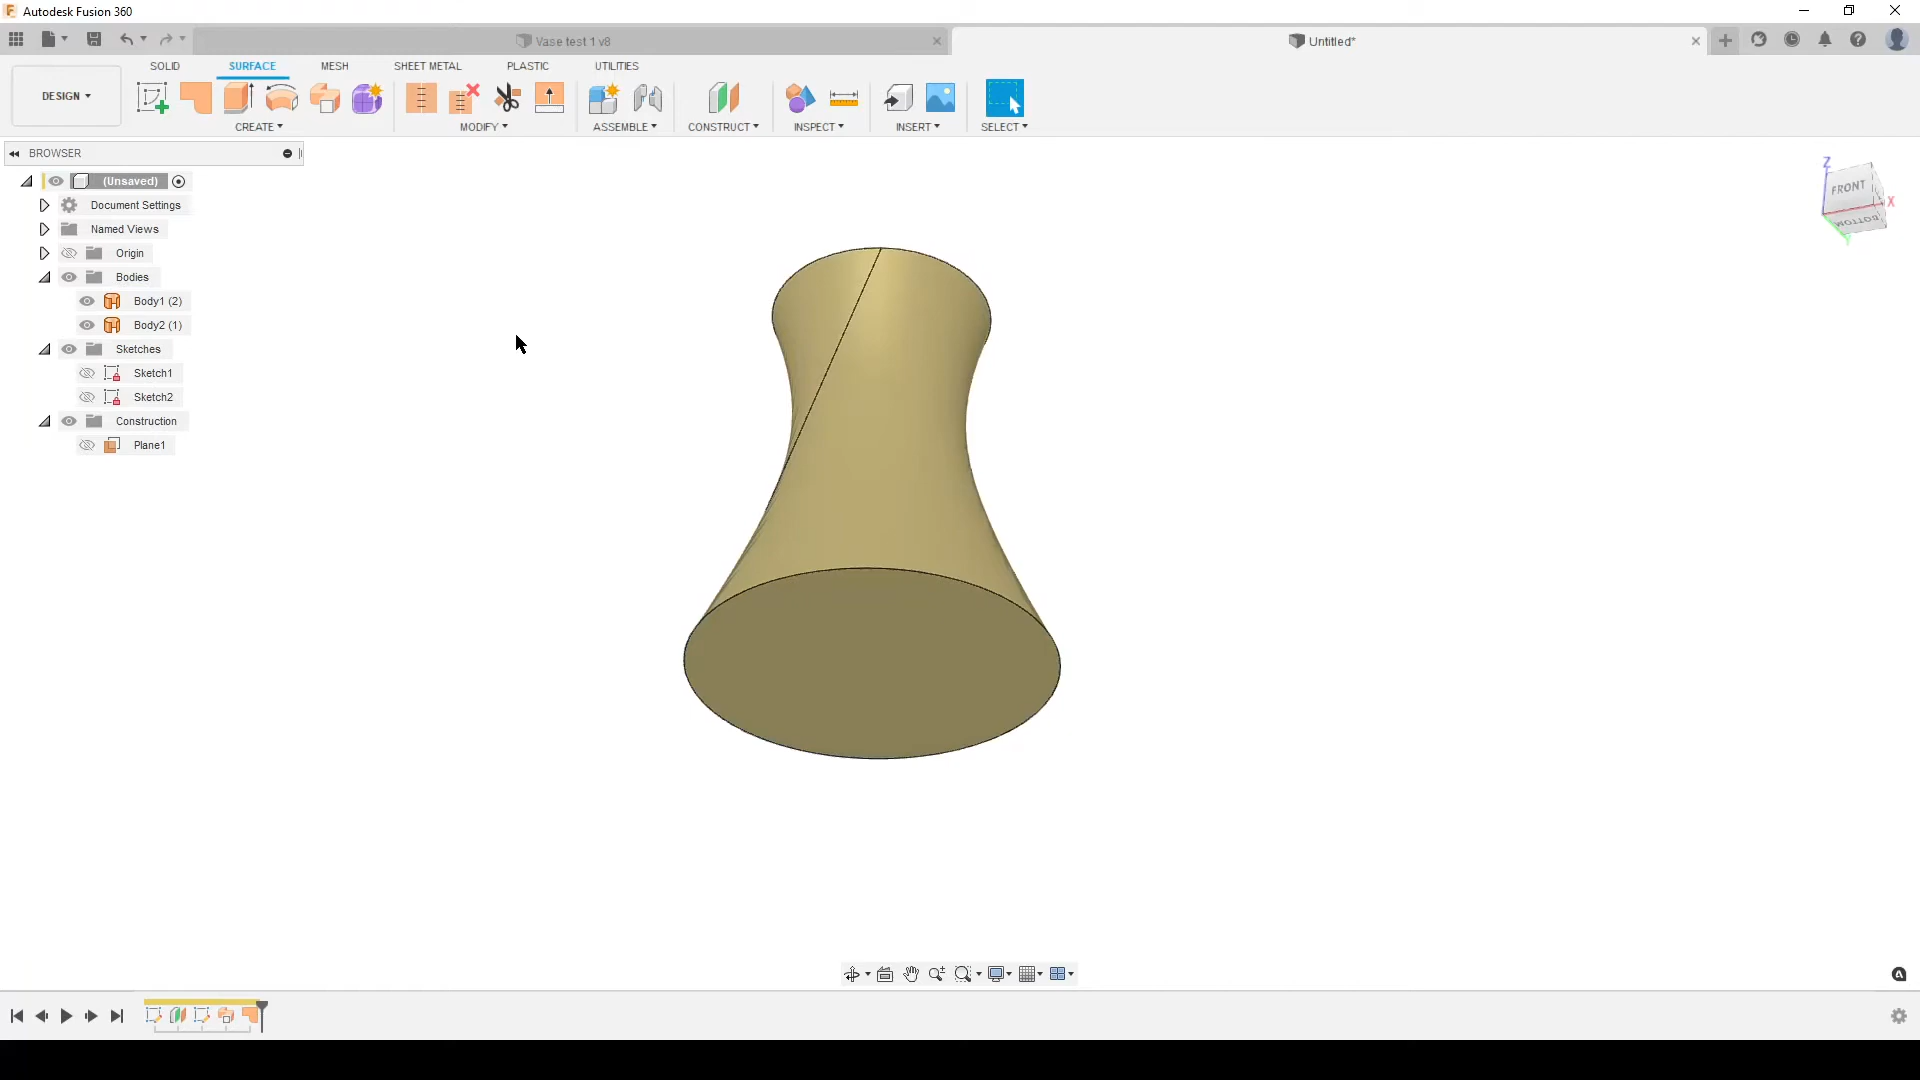 Autodesk Fusion 360
Vase test 1 v8
Untitled*
DESIGN
SOLID
SURFACE
MESH
SHEET METAL
PLASTIC
UTILITIES
CREATE
MODIFY
ASSEMBLE
CONSTRUCT
INSPECT
INSERT
SELECT
BROWSER
(Unsaved)
Document Settings
Named Views
Origin
Bodies
Body1 (2)
Body2 (1)
Sketches
Sketch1
Sketch2
Construction
Plane1
Z
FRONT
X
BOTTOM
Y